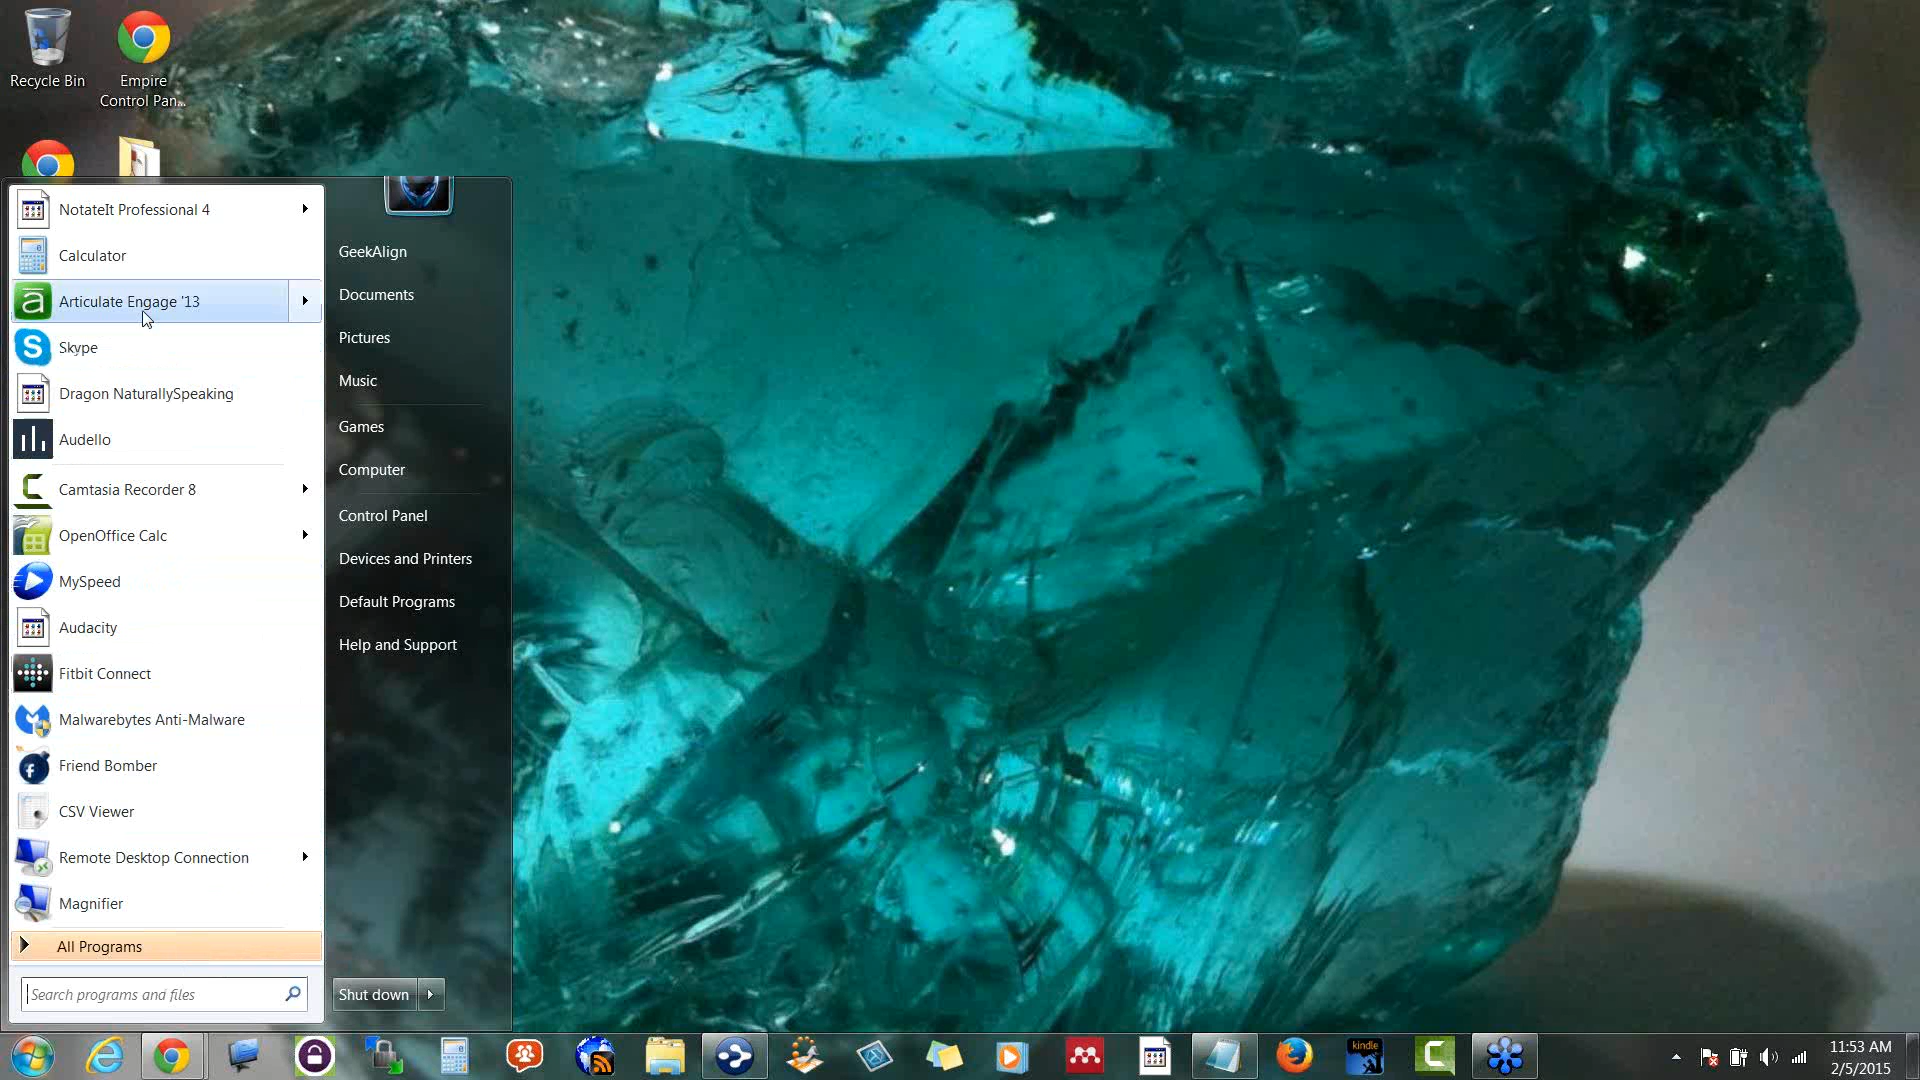 Recycle Bin
Empire
Control Pan...
NotateIt Professional 4
Calculator
Articulate Engage '13
Skype
Dragon NaturallySpeaking
Audello
Camtasia Recorder 8
OpenOffice Calc
MySpeed
Audacity
Fitbit Connect
Malwarebytes Anti-Malware
Friend Bomber
CSV Viewer
Remote Desktop Connection
Magnifier
All Programs
Search programs and files
GeekAlign
Documents
Pictures
Music
Games
Computer
Control Panel
Devices and Printers
Default Programs
Help and Support
Shut down
kindle
11:53 AM
2/5/2015